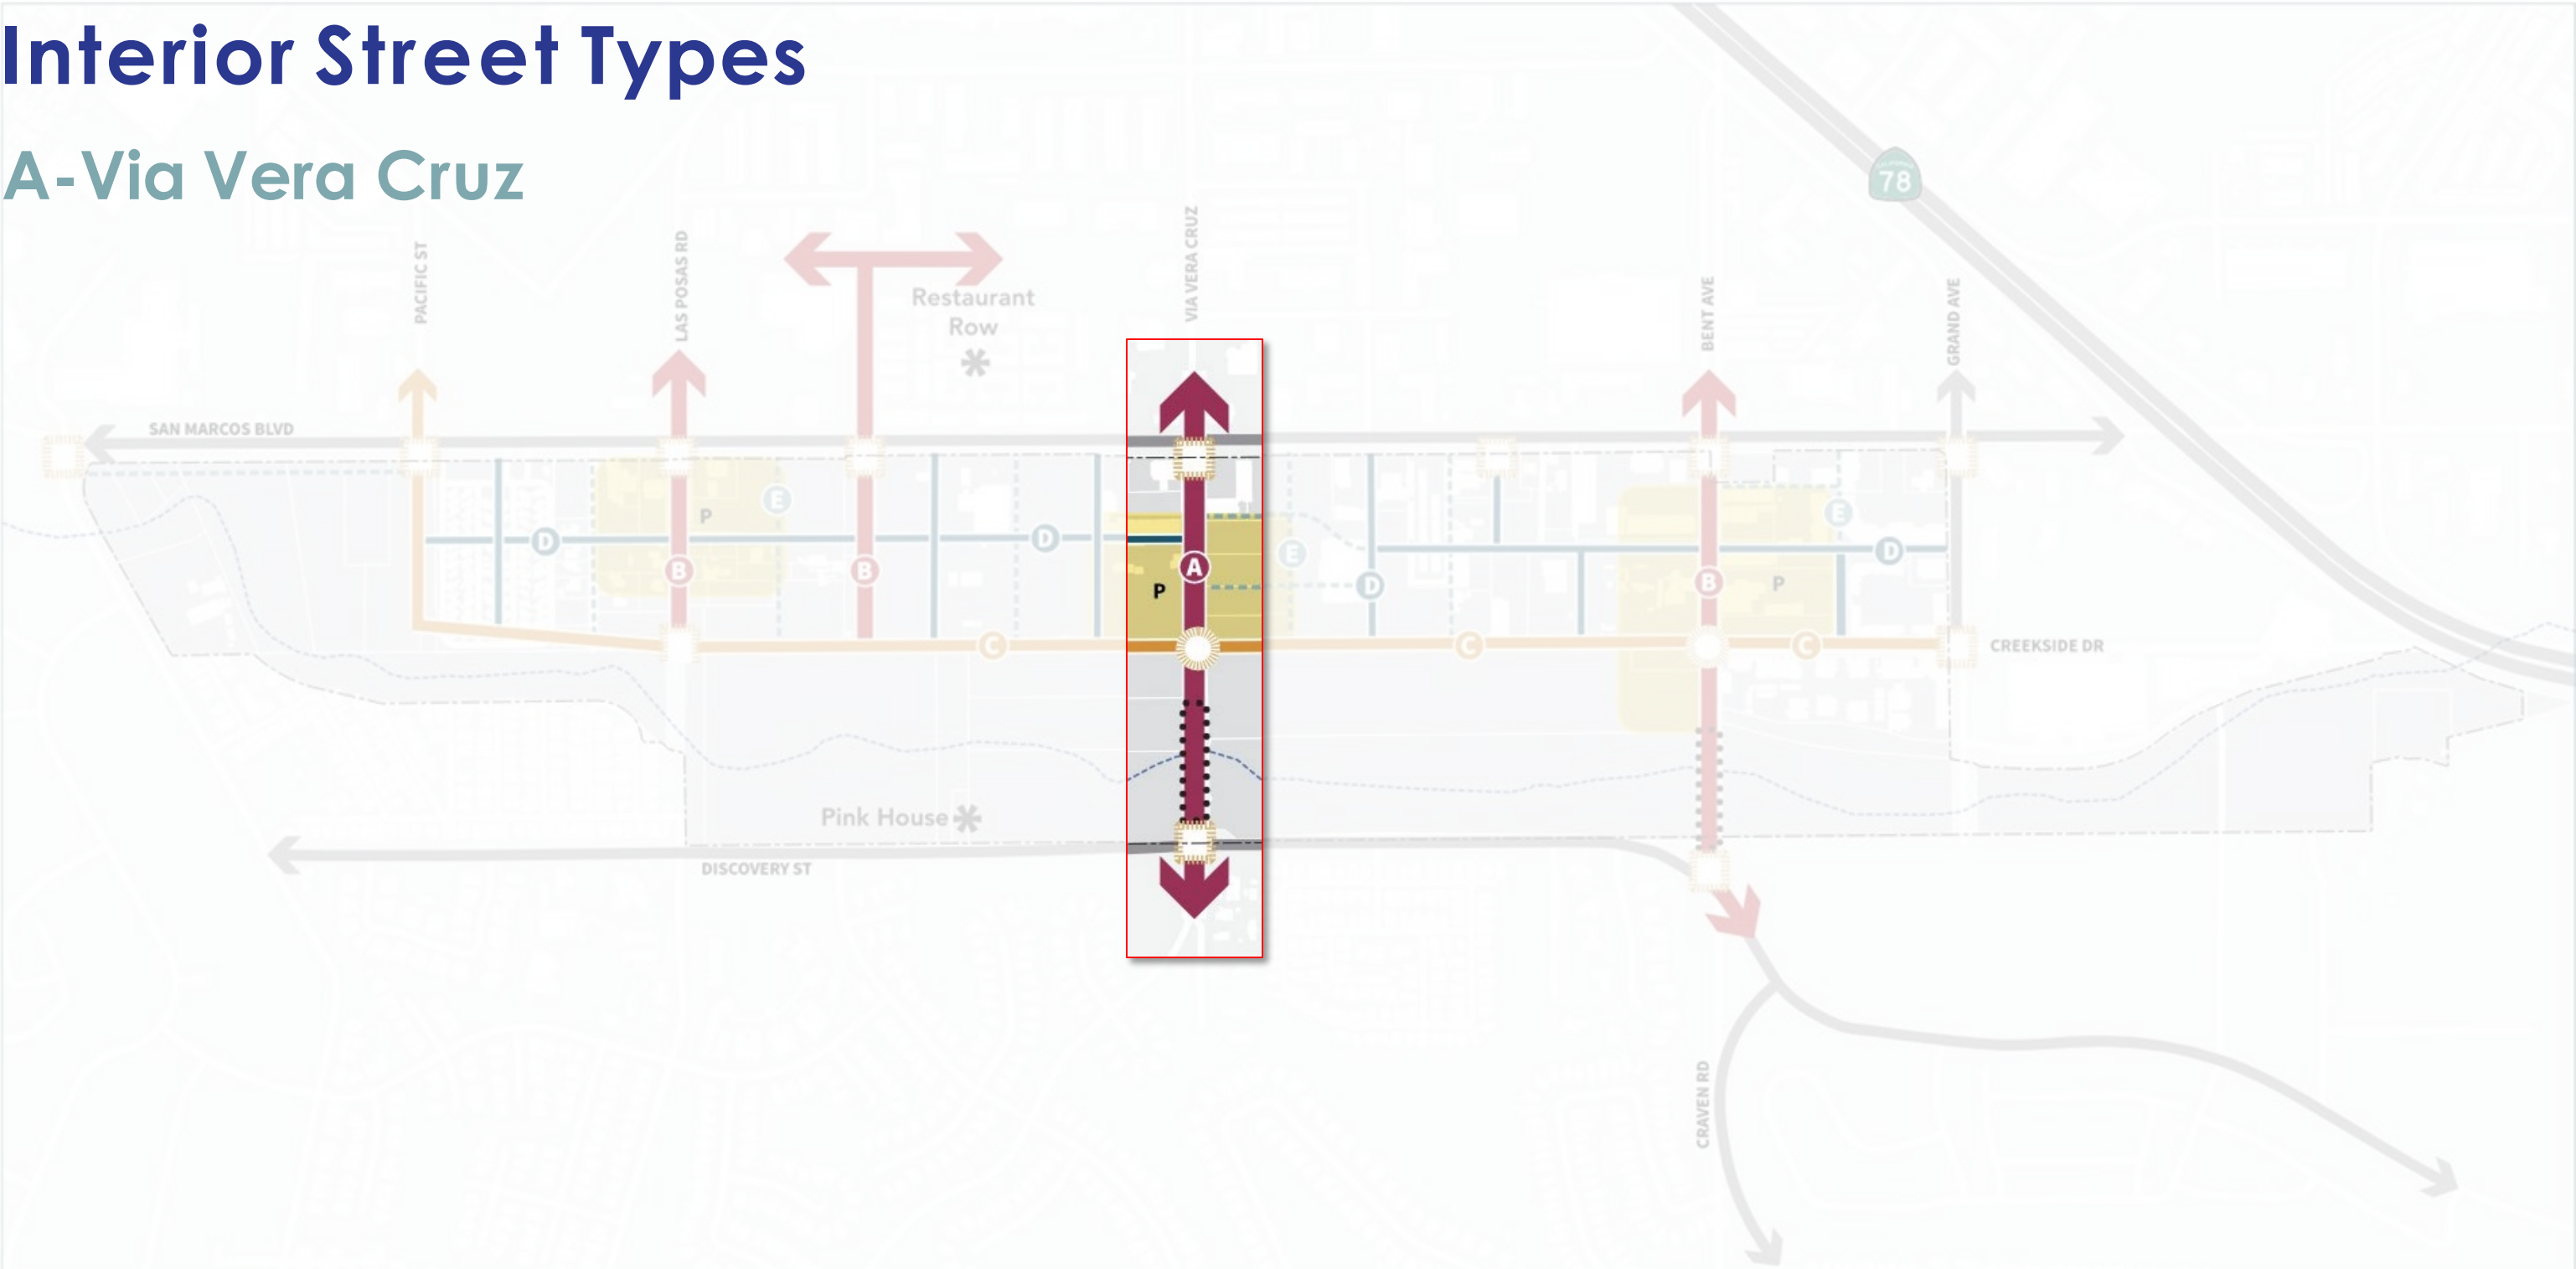 Interior Street Types
A-Via Vera Cruz
78
PACIFIC ST
LAS POSAS RD
VIA VERA CRUZ
BENT AVE
GRAND AVE
Restaurant
Row
SAN MARCOS BLVD
E
P
E
D
D
D
B
B
A
E
D
B
P
P
C
C
C
CREEKSIDE DR
Pink House
DISCOVERY ST
CRAVEN RD